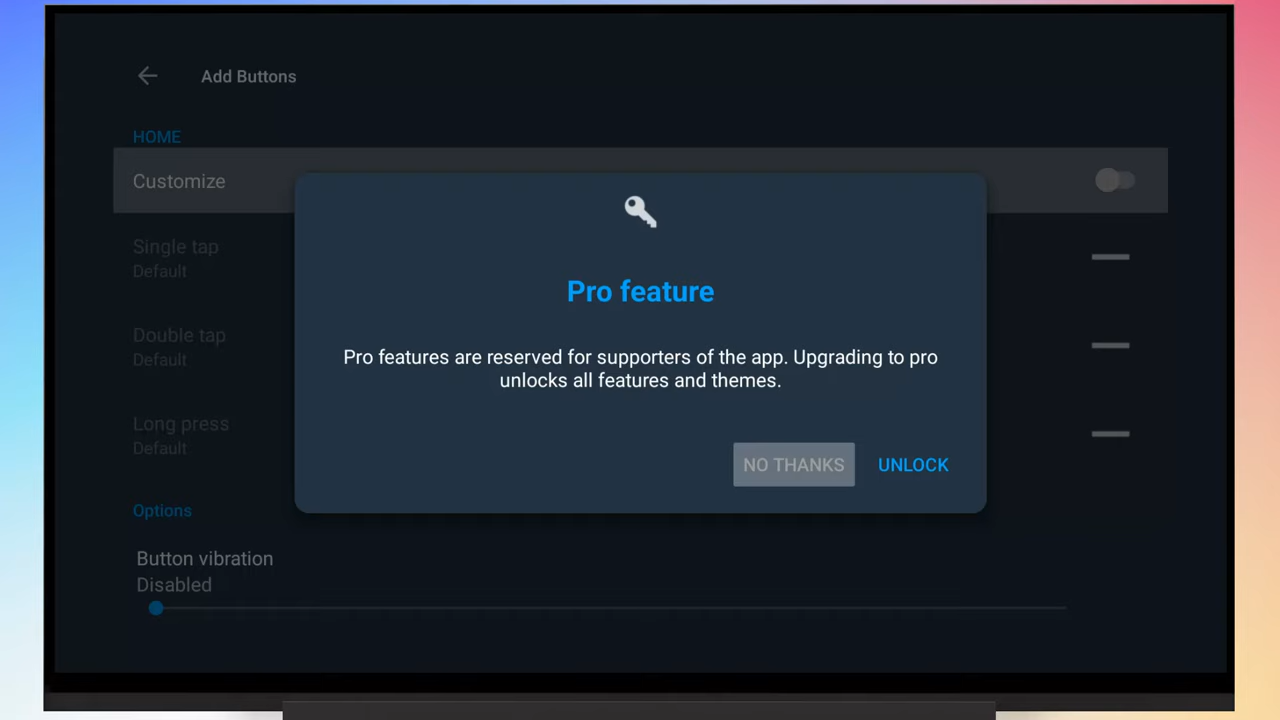 Add Buttons
HOME
Customize
Single tap
Default
Double tap
Default
Long press
Default
Options
Button vibration
Disabled
Pro feature
Pro features are reserved for supporters of the app. Upgrading to pro
unlocks all features and themes.
NO THANKS
UNLOCK